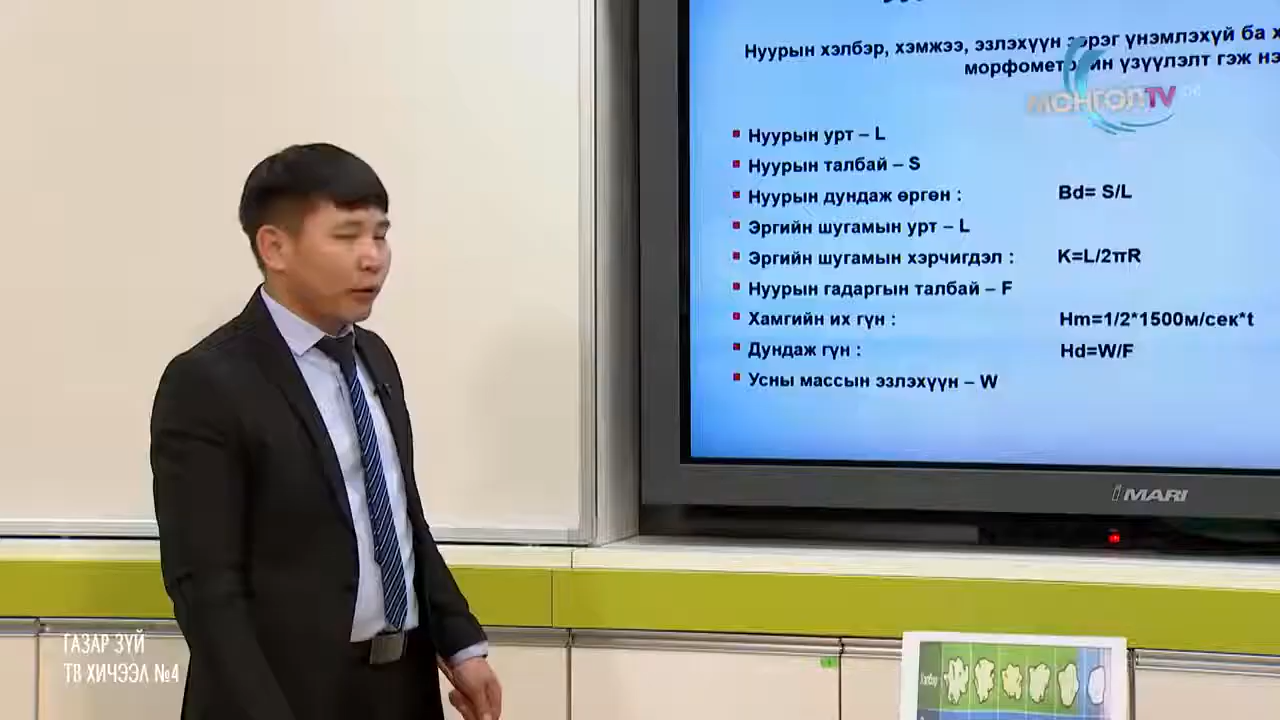 Нуурын хэлбэр, хэмжээ, эзлэхүүн зэрэг үнэмлэхүй ба
үзүүлэлт гэж
МОНГОЛ TV
Нуурын урт – L
Нуурын талбай – S
Нуурын дундаж өргөн : Bd= S/L
Эргийн шугамын урт – L
Эргийн шугамын хэрчигдэл : K=L/2πR
Нуурын гадаргын талбай – F
Хамгийн их гүн : Hm=1/2*1500м/сек*t
Дундаж гүн : Hd=W/F
Усны массын эзлэхүүн – W
iMARI
ГАЗАР ЗҮЙ
ТВ ХИЧЭЭЛ №4